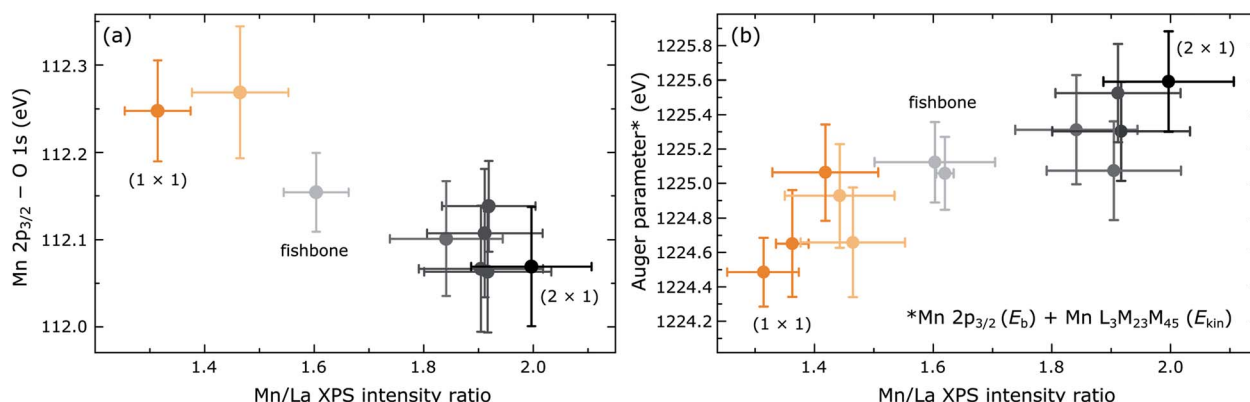 (a)
Mn 2p3/2 − O 1s (eV)
112.3
112.2
112.1
112.0
(1 × 1)
fishbone
(2 × 1)
1.4 1.6 1.8 2.0
Mn/La XPS intensity ratio
(b)
Auger parameter* (eV)
1225.8
1225.6
1225.4
1225.2
1225.0
1224.8
1224.6
1224.4
1224.2
(2 × 1)
fishbone
(1 × 1)
*Mn 2p3/2 (Eb) + Mn L3M23M45 (Ekin)
1.4 1.6 1.8 2.0
Mn/La XPS intensity ratio